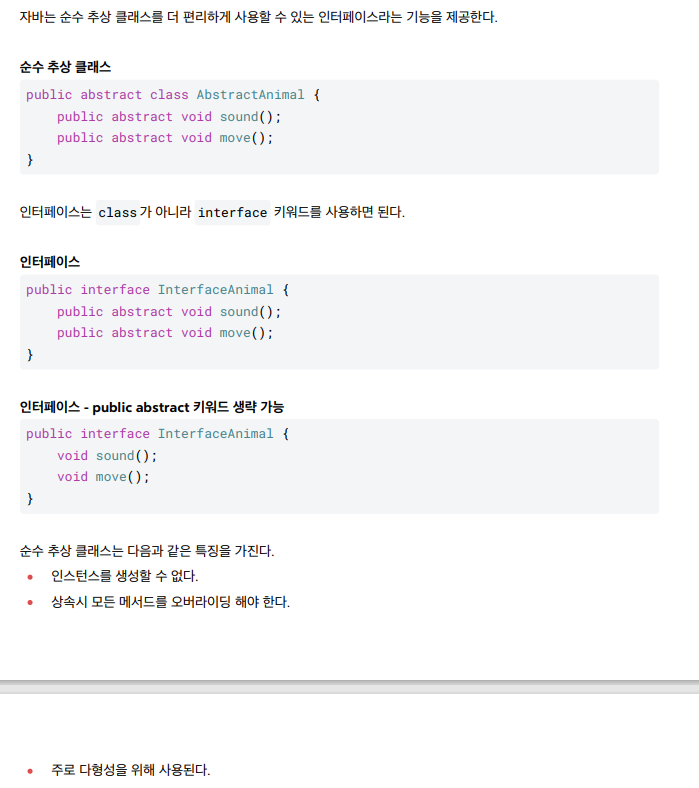 자바는 순수 추상 클래스를 더 편리하게 사용할 수 있는 인터페이스라는 기능을 제공한다.
순수 추상 클래스
public abstract class AbstractAnimal {
    public abstract void sound();
    public abstract void move();
}
인터페이스는 class가 아니라 interface 키워드를 사용하면 된다.
인터페이스
public interface InterfaceAnimal {
    public abstract void sound();
    public abstract void move();
}
인터페이스 - public abstract 키워드 생략 가능
public interface InterfaceAnimal {
    void sound();
    void move();
}
순수 추상 클래스는 다음과 같은 특징을 가진다.
• 인스턴스를 생성할 수 없다.
• 상속시 모든 메서드를 오버라이딩 해야 한다.
• 주로 다형성을 위해 사용된다.